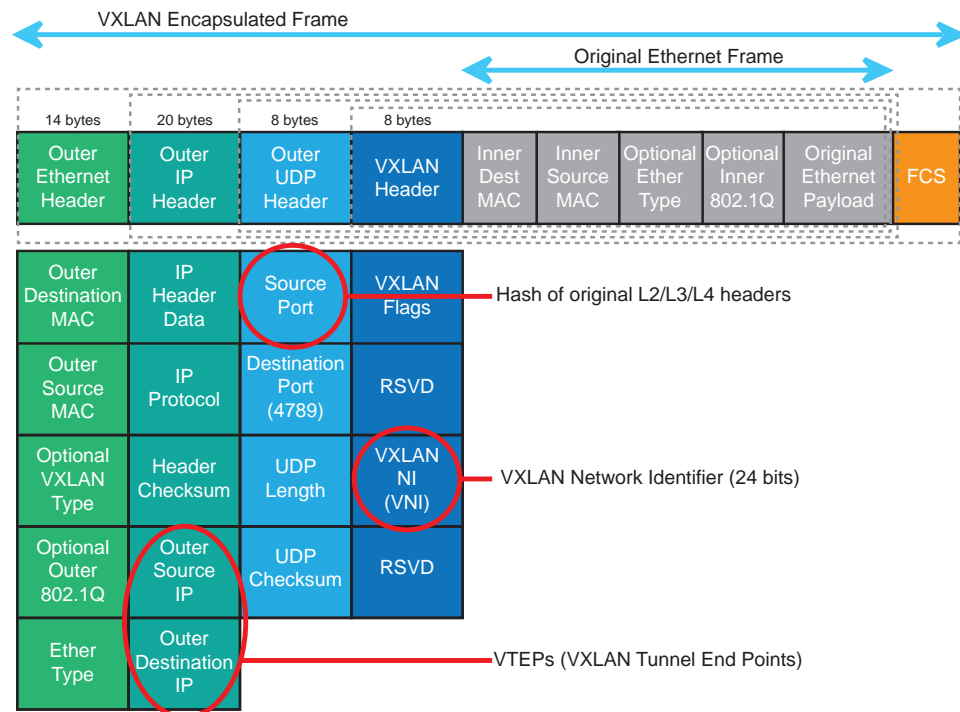 VXLAN Encapsulated Frame
Original Ethernet Frame
14 bytes
20 bytes
8 bytes
8 bytes
Outer
Ethernet
Header
Outer
IP
Header
Outer
UDP
Header
VXLAN
Header
Inner
Dest
MAC
Inner
Source
MAC
Optional
Ether
Type
Optional
Inner
802.1Q
Original
Ethernet
Payload
FCS
Outer
Destination
MAC
IP
Header
Data
Source
Port
VXLAN
Flags
Hash of original L2/L3/L4 headers
Outer
Source
MAC
IP
Protocol
Destination
Port
(4789)
RSVD
Optional
VXLAN
Type
Header
Checksum
UDP
Length
VXLAN
NI
(VNI)
VXLAN Network Identifier (24 bits)
Optional
Outer
802.1Q
Outer
Source
IP
UDP
Checksum
RSVD
Ether
Type
Outer
Destination
IP
VTEPs (VXLAN Tunnel End Points)